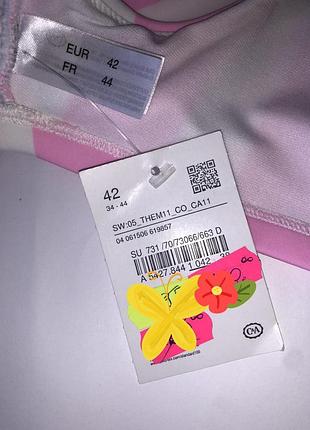 EUR 42
FR 44
42
34 - 44
SW:05_THEM11_CO_CA11
04 061506 619857
SU 731 /70/73066/663 D
A 5427.844 1 042
C&A